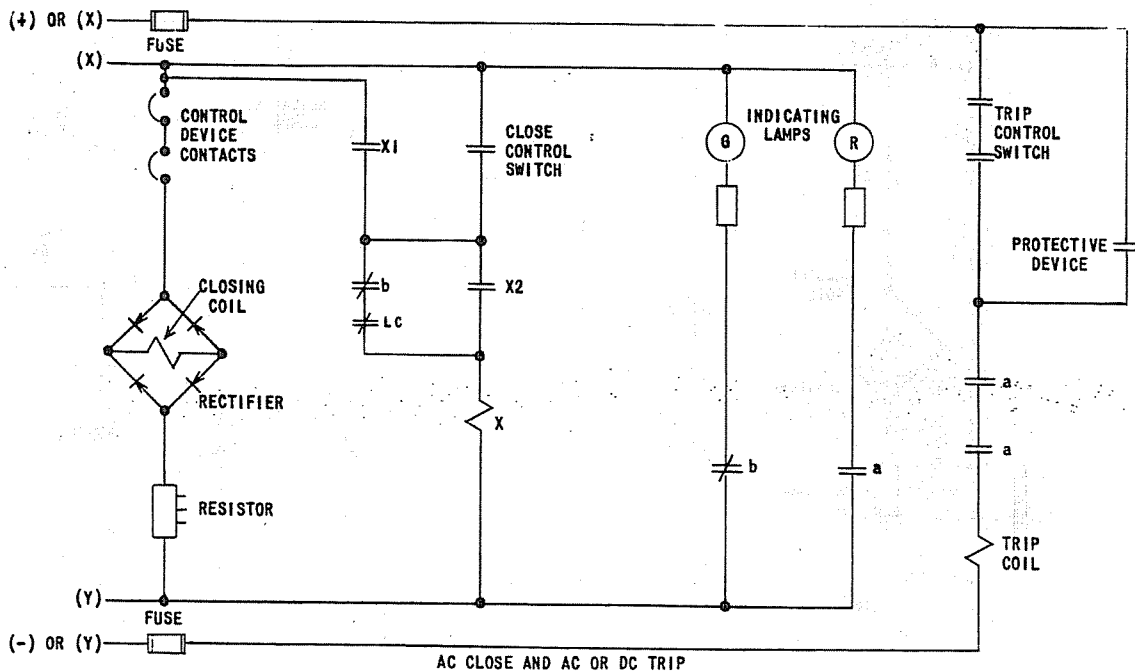 (+) OR (X)
FUSE
(X)
CONTROL
DEVICE
CONTACTS
X1
CLOSE
CONTROL
SWITCH
INDICATING
LAMPS
G
R
TRIP
CONTROL
SWITCH
PROTECTIVE
DEVICE
CLOSING
COIL
b
X2
LC
RECTIFIER
X
a
a
b
a
RESISTOR
TRIP
COIL
(Y)
FUSE
(-) OR (Y)
AC CLOSE AND AC OR DC TRIP